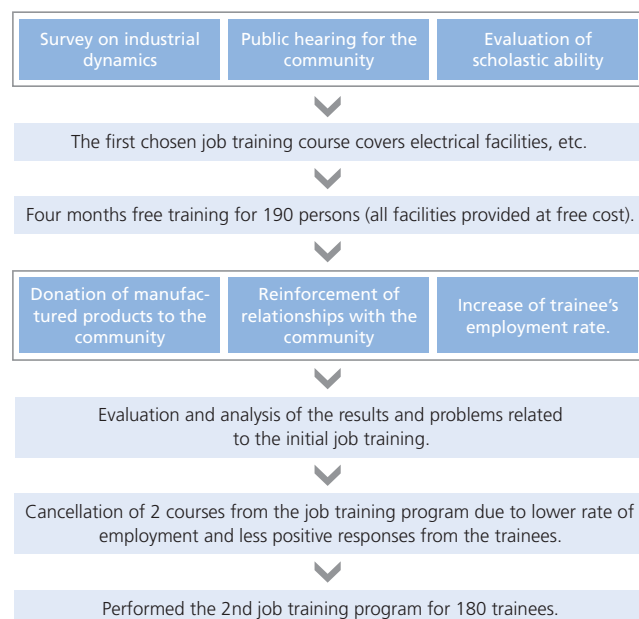 Survey on industrial
dynamics
Public hearing for the
community
Evaluation of
scholastic ability
The first chosen job training course covers electrical facilities, etc.
Four months free training for 190 persons (all facilities provided at free cost).
Donation of manufac-
tured products to the
community
Reinforcement of
relationships with the
community
Increase of trainee's
employment rate.
Evaluation and analysis of the results and problems related
to the initial job training.
Cancellation of 2 courses from the job training program due to lower rate of
employment and less positive responses from the trainees.
Performed the 2nd job training program for 180 trainees.